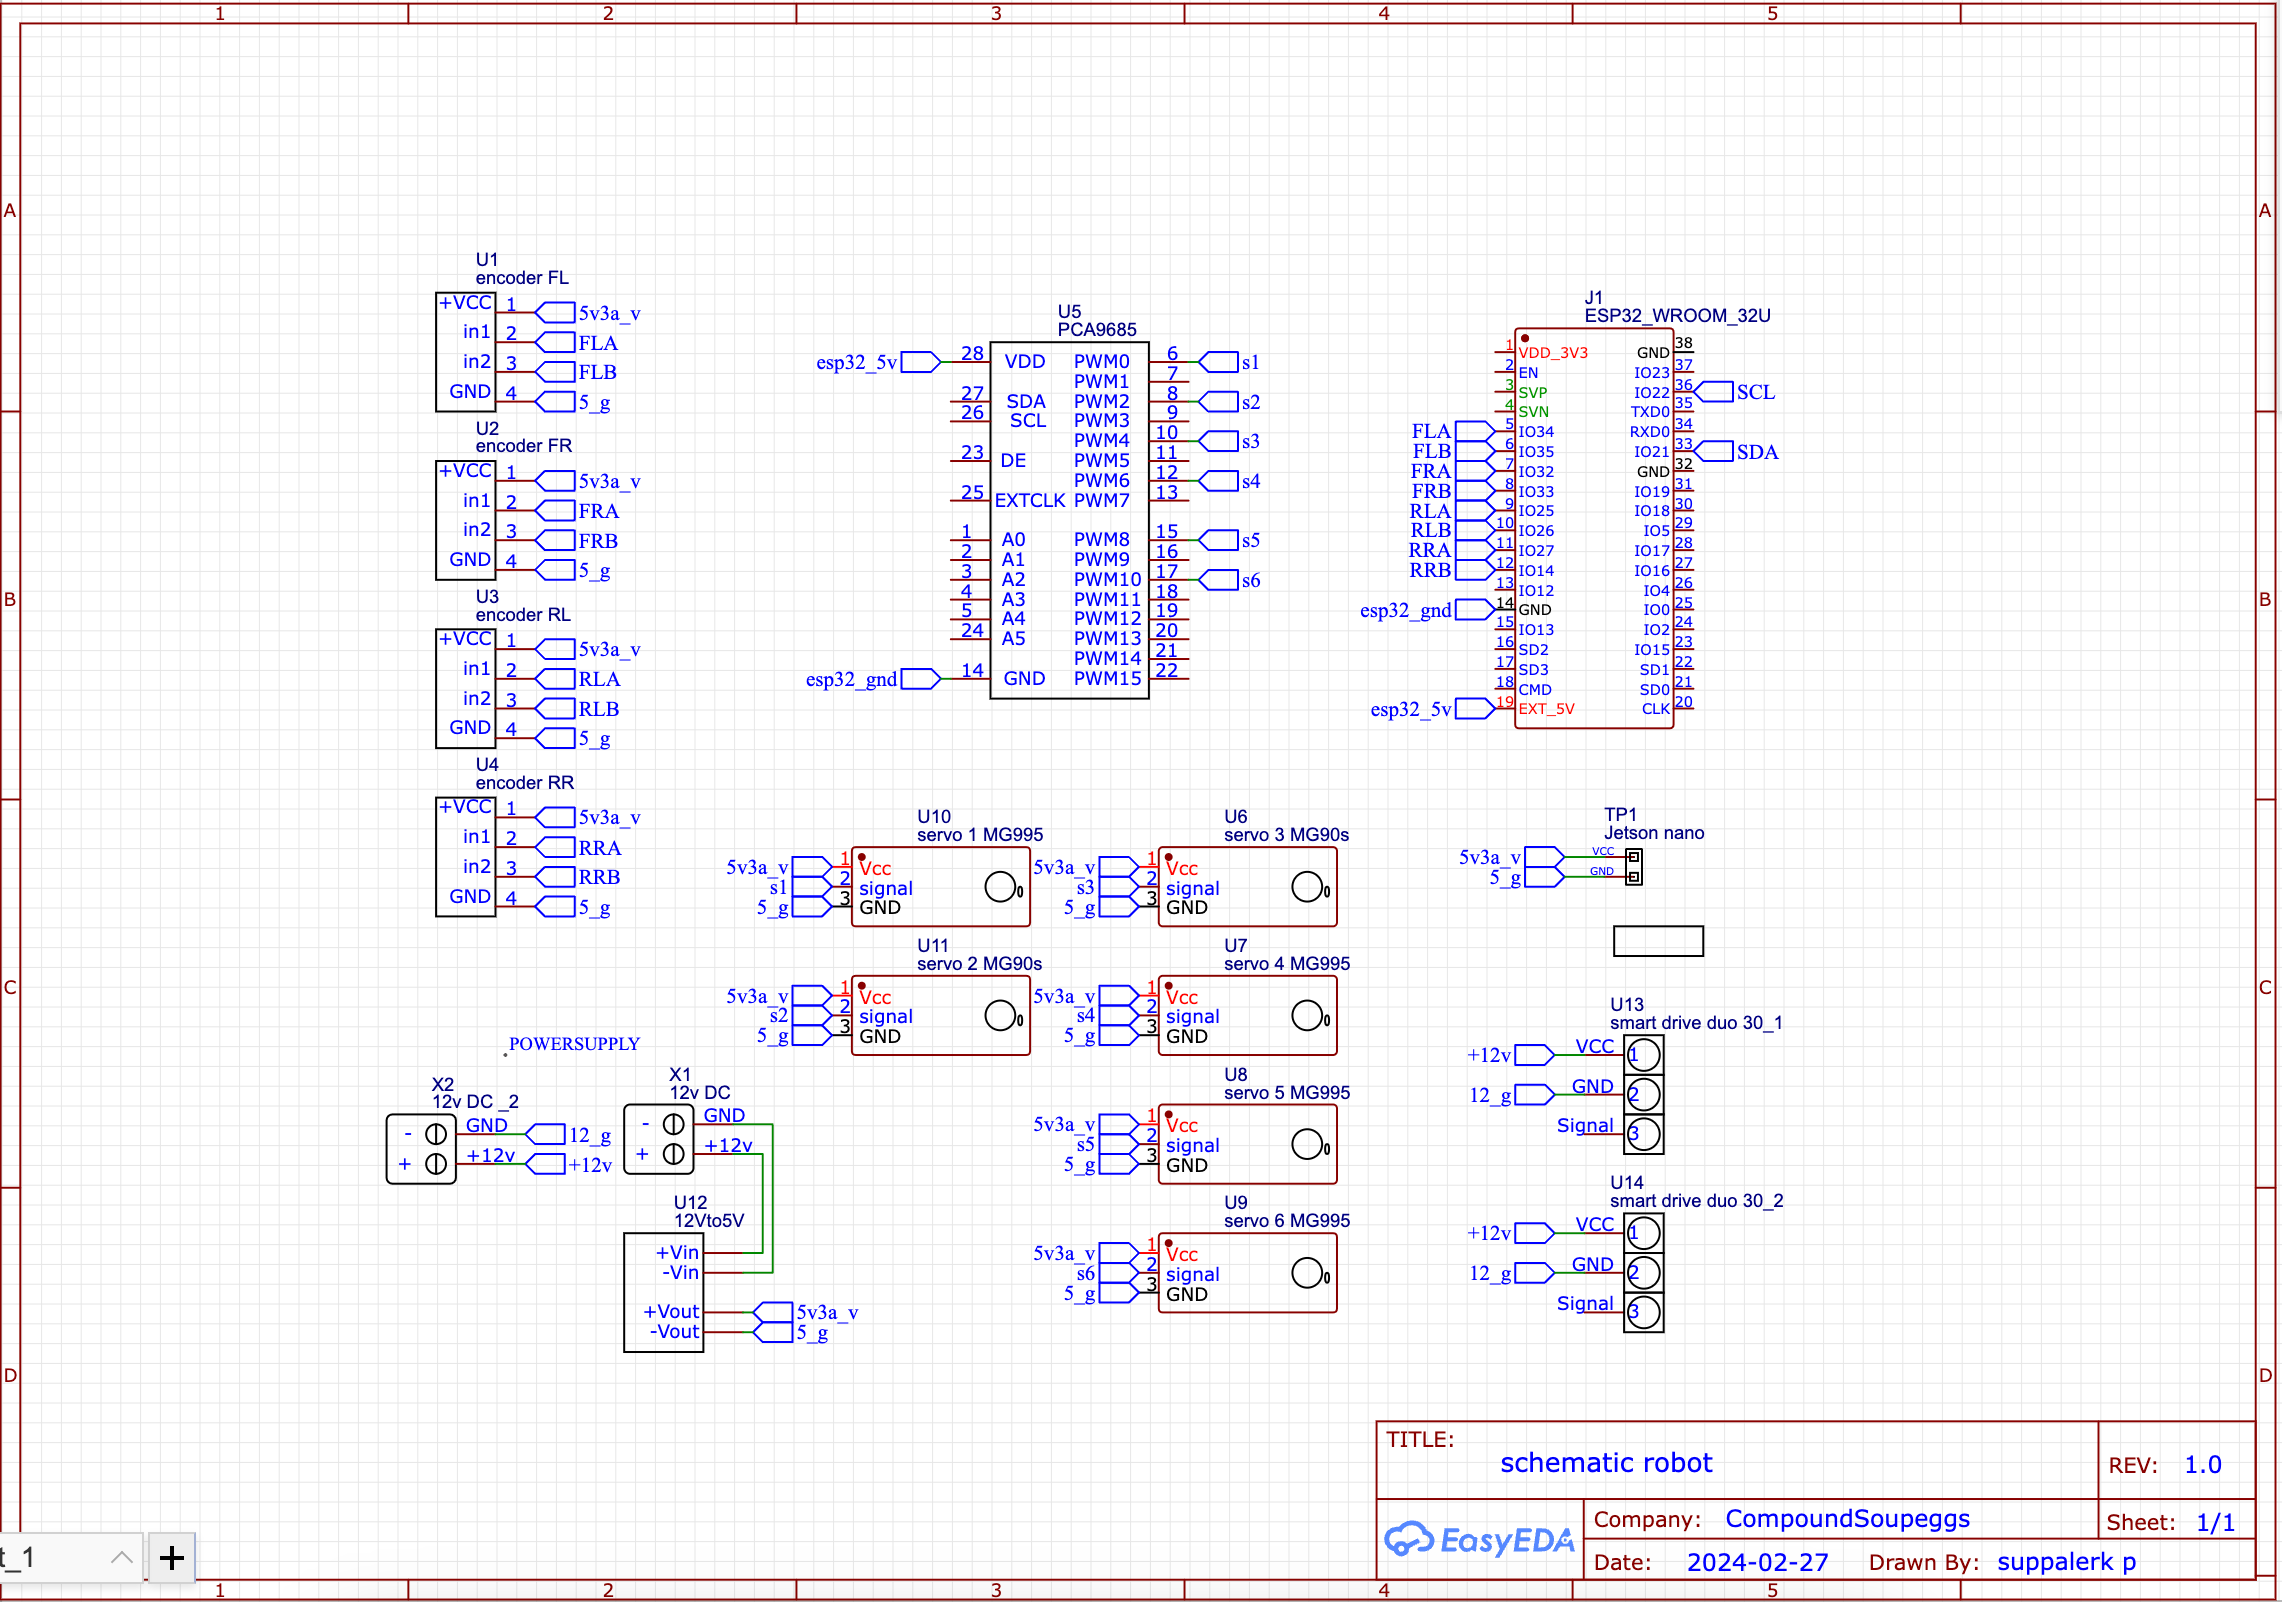 1 2 3 4 5
A A
B B
C C
D D
U1
encoder FL
+VCC 1 5v3a_v
in1 2 FLA
in2 3 FLB
GND 4 5_g
U2
encoder FR
+VCC 1 5v3a_v
in1 2 FRA
in2 3 FRB
GND 4 5_g
U3
encoder RL
+VCC 1 5v3a_v
in1 2 RLA
in2 3 RLB
GND 4 5_g
U4
encoder RR
+VCC 1 5v3a_v
in1 2 RRA
in2 3 RRB
GND 4 5_g
U5
PCA9685
esp32_5v 28 VDD PWM0 6 s1
PWM1 7
27 SDA PWM2 8 s2
26 SCL PWM3 9
PWM4 10 s3
23 DE PWM5 11
PWM6 12 s4
25 EXTCLK PWM7 13
1 A0 PWM8 15 s5
2 A1 PWM9 16
3 A2 PWM10 17 s6
4 A3 PWM11 18
5 A4 PWM12 19
24 A5 PWM13 20
PWM14 21
esp32_gnd 14 GND PWM15 22
J1
ESP32_WROOM_32U
1 VDD_3V3 GND 38
2 EN IO23 37
3 SVP IO22 36 SCL
4 SVN TXD0 35
FLA 5 IO34 RXD0 34
FLB 6 IO35 IO21 33 SDA
FRA 7 IO32 GND 32
FRB 8 IO33 IO19 31
RLA 9 IO25 IO18 30
RLB 10 IO26 IO5 29
RRA 11 IO27 IO17 28
RRB 12 IO14 IO16 27
13 IO12 IO4 26
esp32_gnd 14 GND IO0 25
15 IO13 IO2 24
16 SD2 IO15 23
17 SD3 SD1 22
18 CMD SD0 21
esp32_5v 19 EXT_5V CLK 20
U10
servo 1 MG995
5v3a_v 1 Vcc
s1 2 signal 0
5_g 3 GND
U6
servo 3 MG90s
5v3a_v 1 Vcc
s3 2 signal 0
5_g 3 GND
U11
servo 2 MG90s
5v3a_v 1 Vcc
s2 2 signal 0
5_g 3 GND
U7
servo 4 MG995
5v3a_v 1 Vcc
s4 2 signal 0
5_g 3 GND
U8
servo 5 MG995
5v3a_v 1 Vcc
s5 2 signal 0
5_g 3 GND
U9
servo 6 MG995
5v3a_v 1 Vcc
s6 2 signal 0
5_g 3 GND
TP1
Jetson nano
5v3a_v VCC
5_g GND
U13
smart drive duo 30_1
+12v VCC 1
12_g GND 2
Signal 3
U14
smart drive duo 30_2
+12v VCC 1
12_g GND 2
Signal 3
POWERSUPPLY
X2
12v DC _2
- GND 12_g
+ +12v +12v
X1
12v DC
- GND
+ +12v
U12
12Vto5V
+Vin
-Vin
+Vout 5v3a_v
-Vout 5_g
TITLE:
schematic robot
REV: 1.0
EasyEDA
Company: CompoundSoupeggs
Sheet: 1/1
Date: 2024-02-27 Drawn By: suppalerk p
t_1 +
1 2 3 4 5